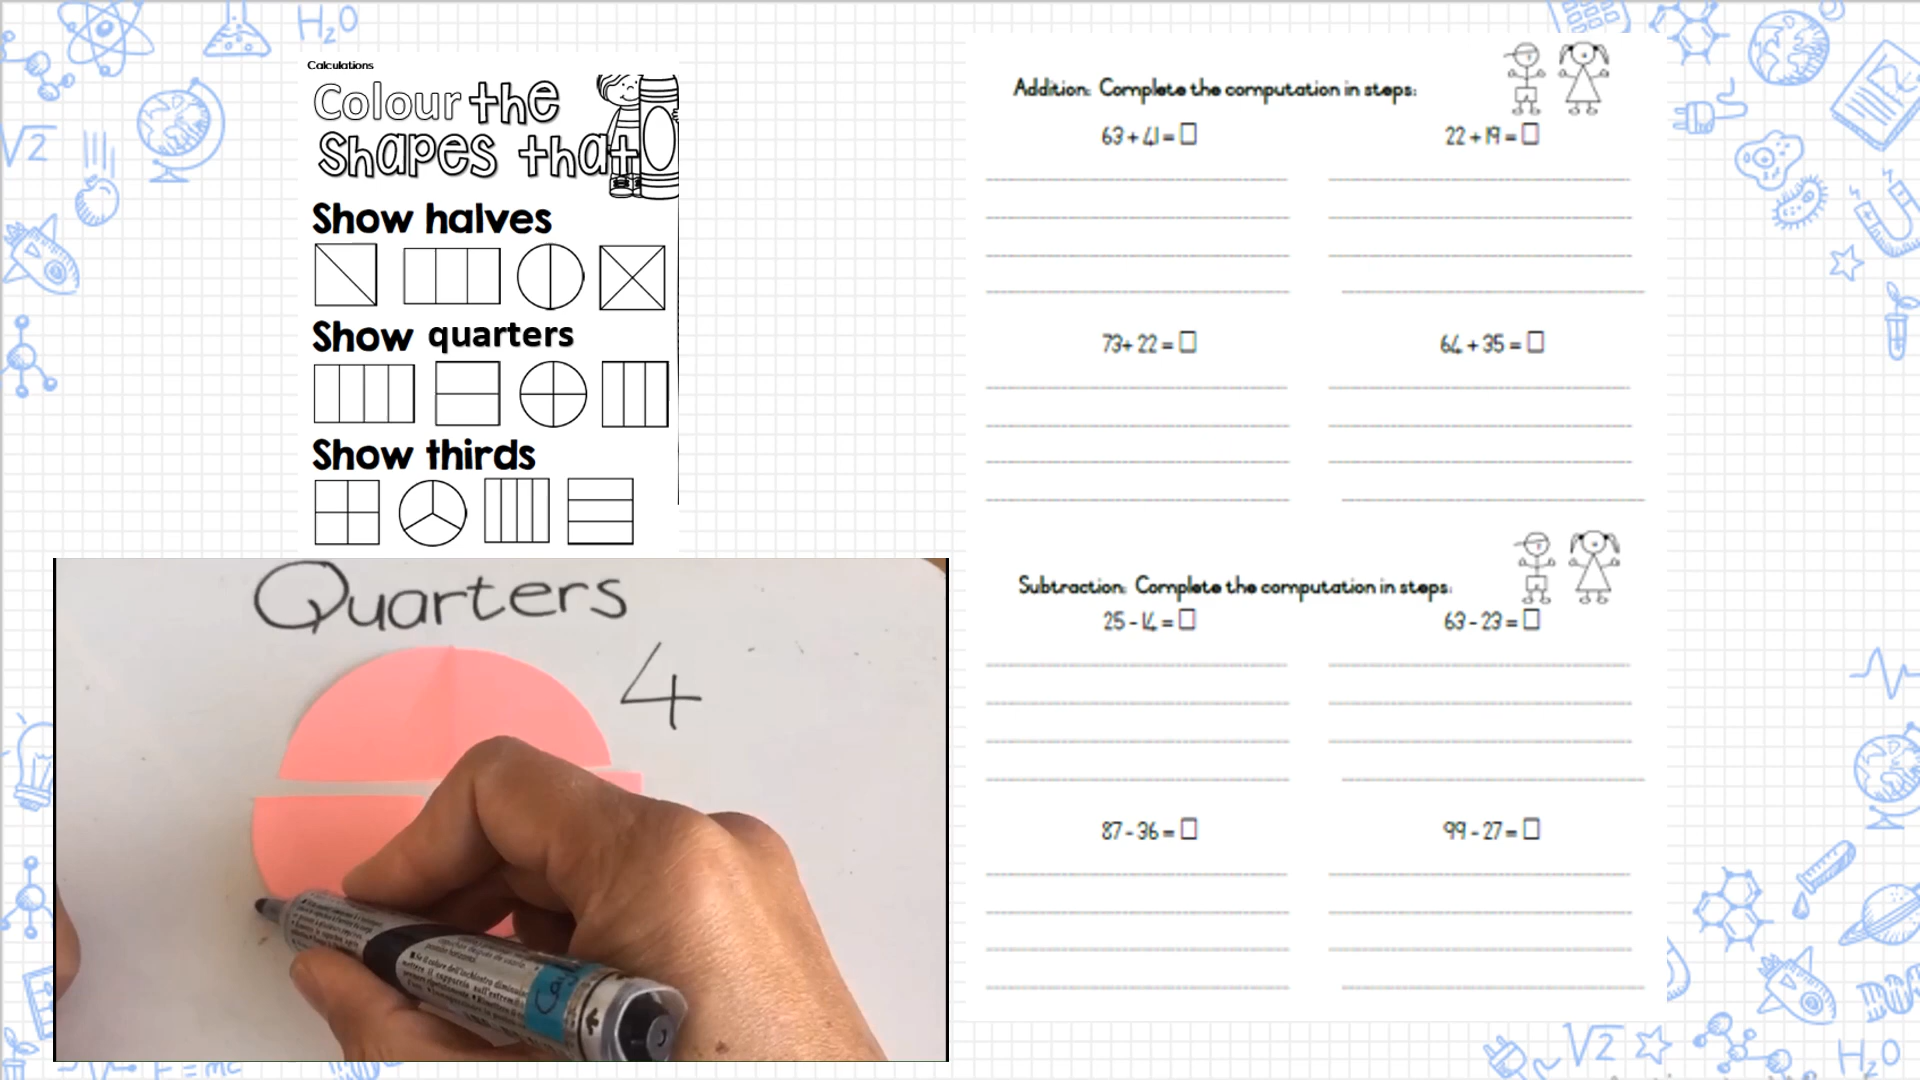 H₂O
√2
Calculations
Colour the
Shapes that
Show halves
Show quarters
Show thirds
Quarters
4
Addition: Complete the computation in steps:
63 + 41 = □
22 + 19 = □
73+ 22 = □
64 + 35 = □
Subtraction: Complete the computation in steps:
25 - 14 = □
63 - 23 = □
87 - 36 = □
99 - 27 = □
E=mc
√2
H₂O